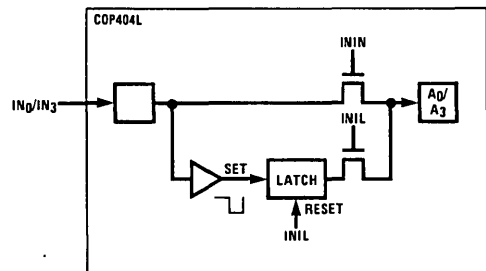 COP404L
ININ
IN0/IN3
A0/
A3
INIL
SET
LATCH
RESET
INIL